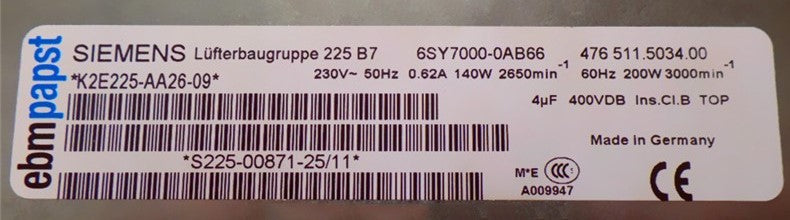 ebmpapst
SIEMENS Lüfterbaugruppe 225 B7 6SY7000-0AB66 476 511.5034.00
*K2E225-AA26-09* 230V~ 50Hz 0.62A 140W 2650min-1 60Hz 200W 3000min-1
4µF 400VDB Ins.Cl.B TOP
Made in Germany
*S225-00871-25/11*
M*E CCC
A009947 CE